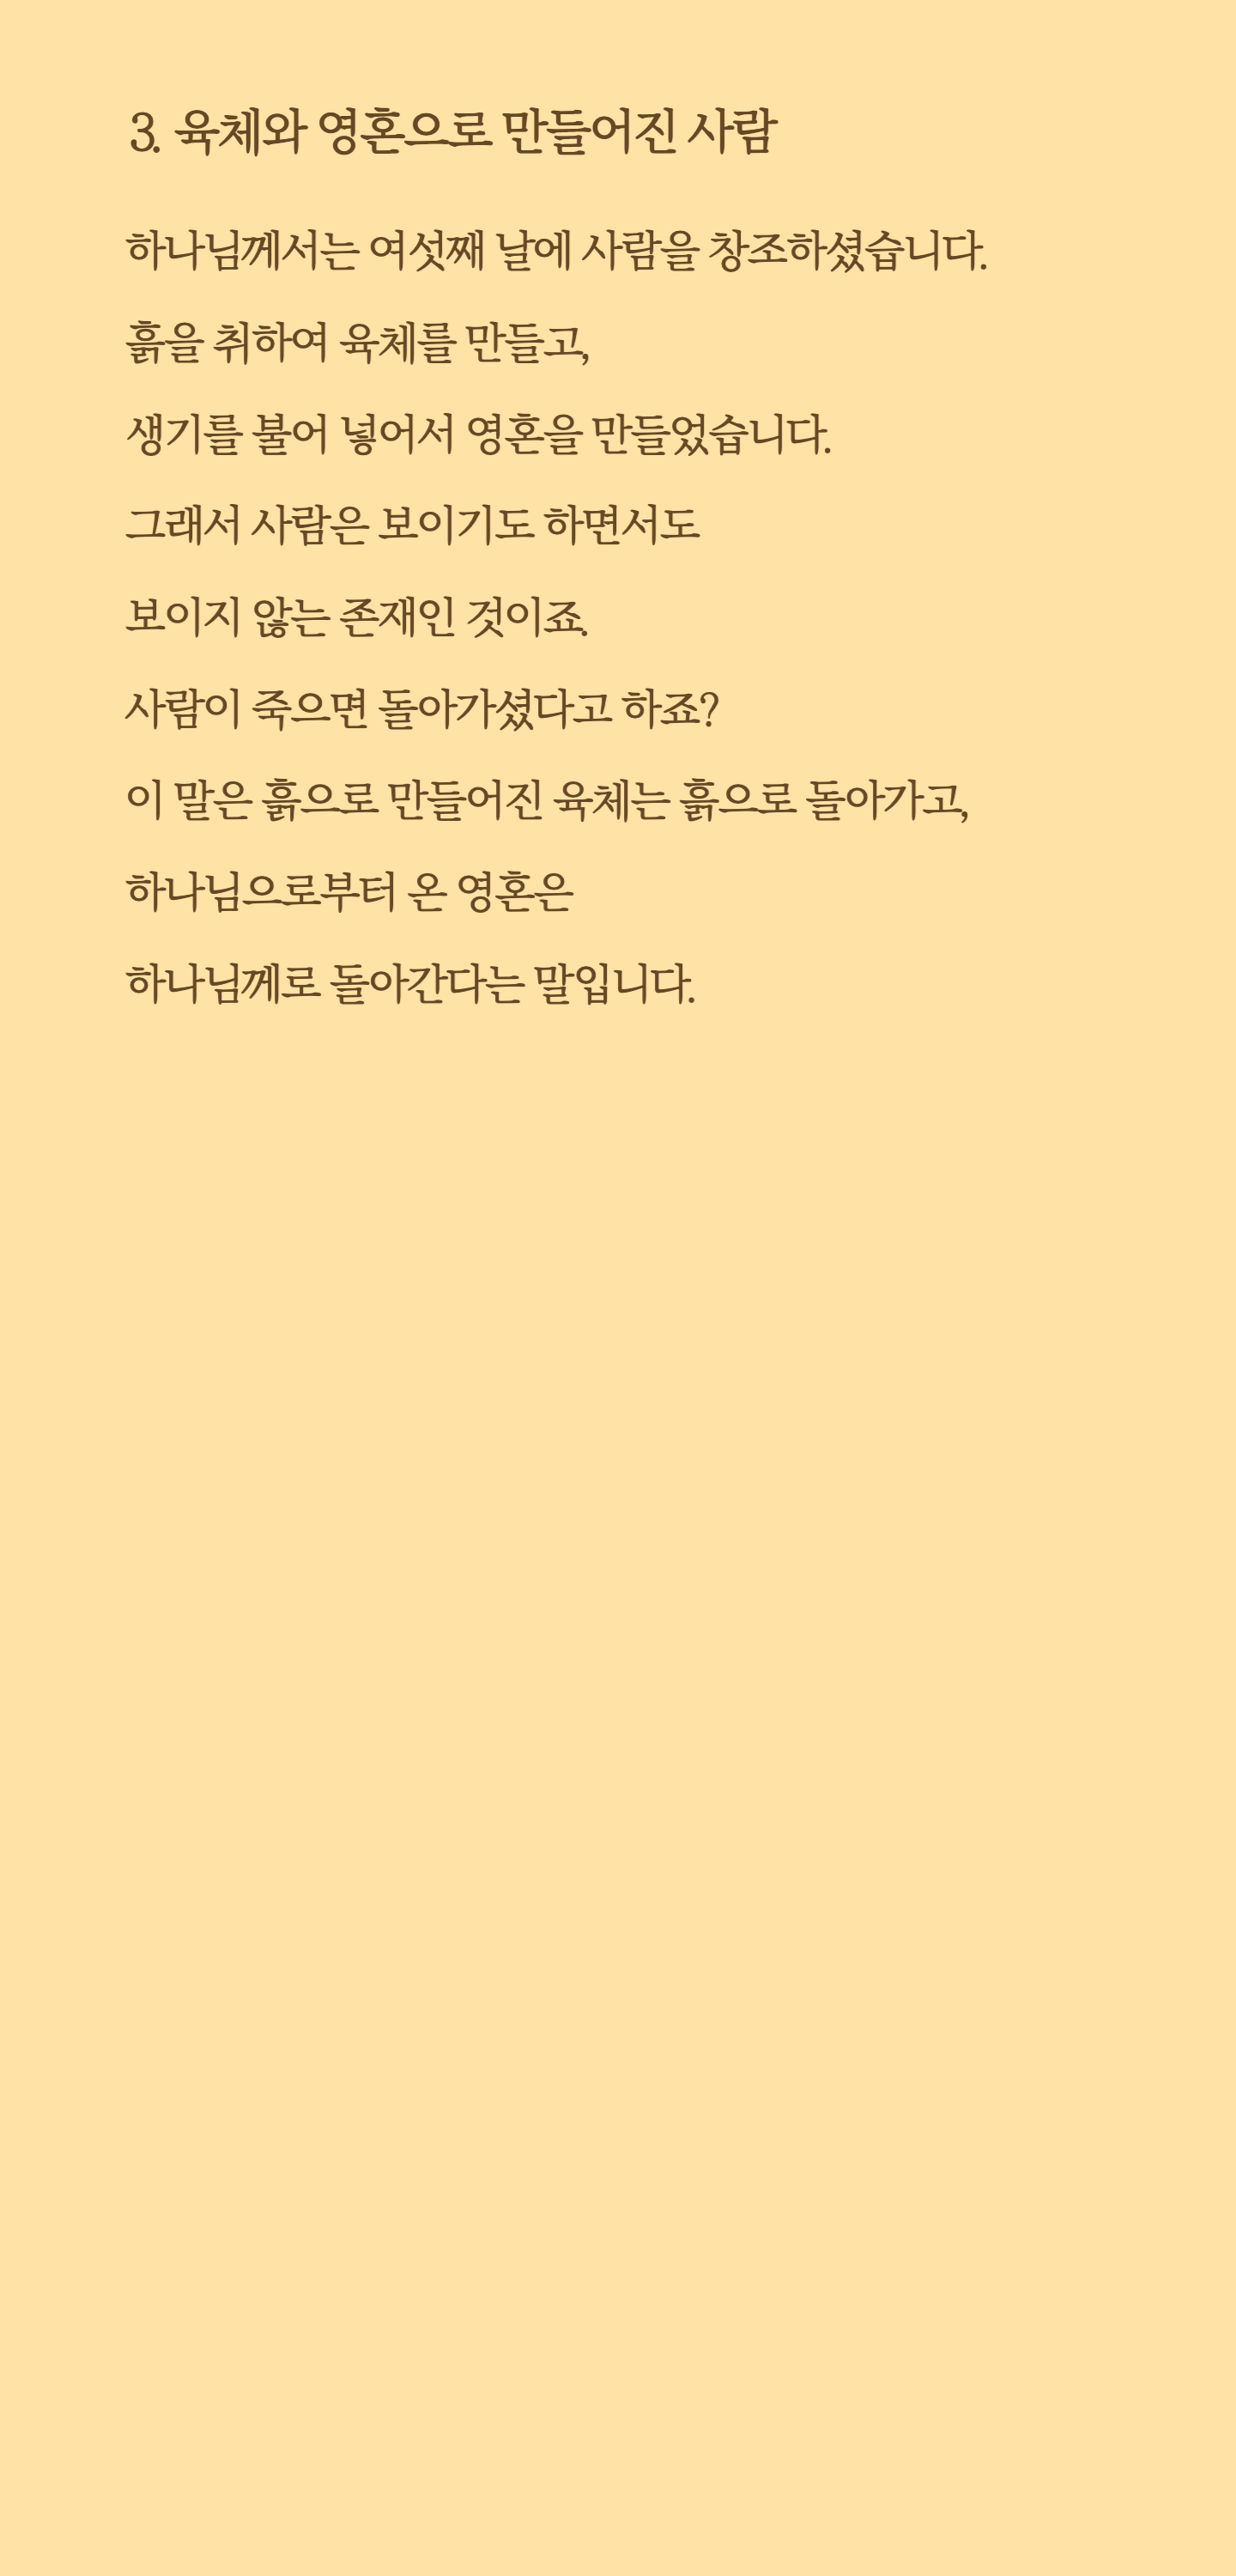 3. 육체와 영혼으로 만들어진 사람
하나님께서는 여섯째 날에 사람을 창조하셨습니다.
흙을 취하여 육체를 만들고,
생기를 불어 넣어서 영혼을 만들었습니다.
그래서 사람은 보이기도 하면서도
보이지 않는 존재인 것이죠.
사람이 죽으면 돌아가셨다고 하죠?
이 말은 흙으로 만들어진 육체는 흙으로 돌아가고,
하나님으로부터 온 영혼은
하나님께로 돌아간다는 말입니다.